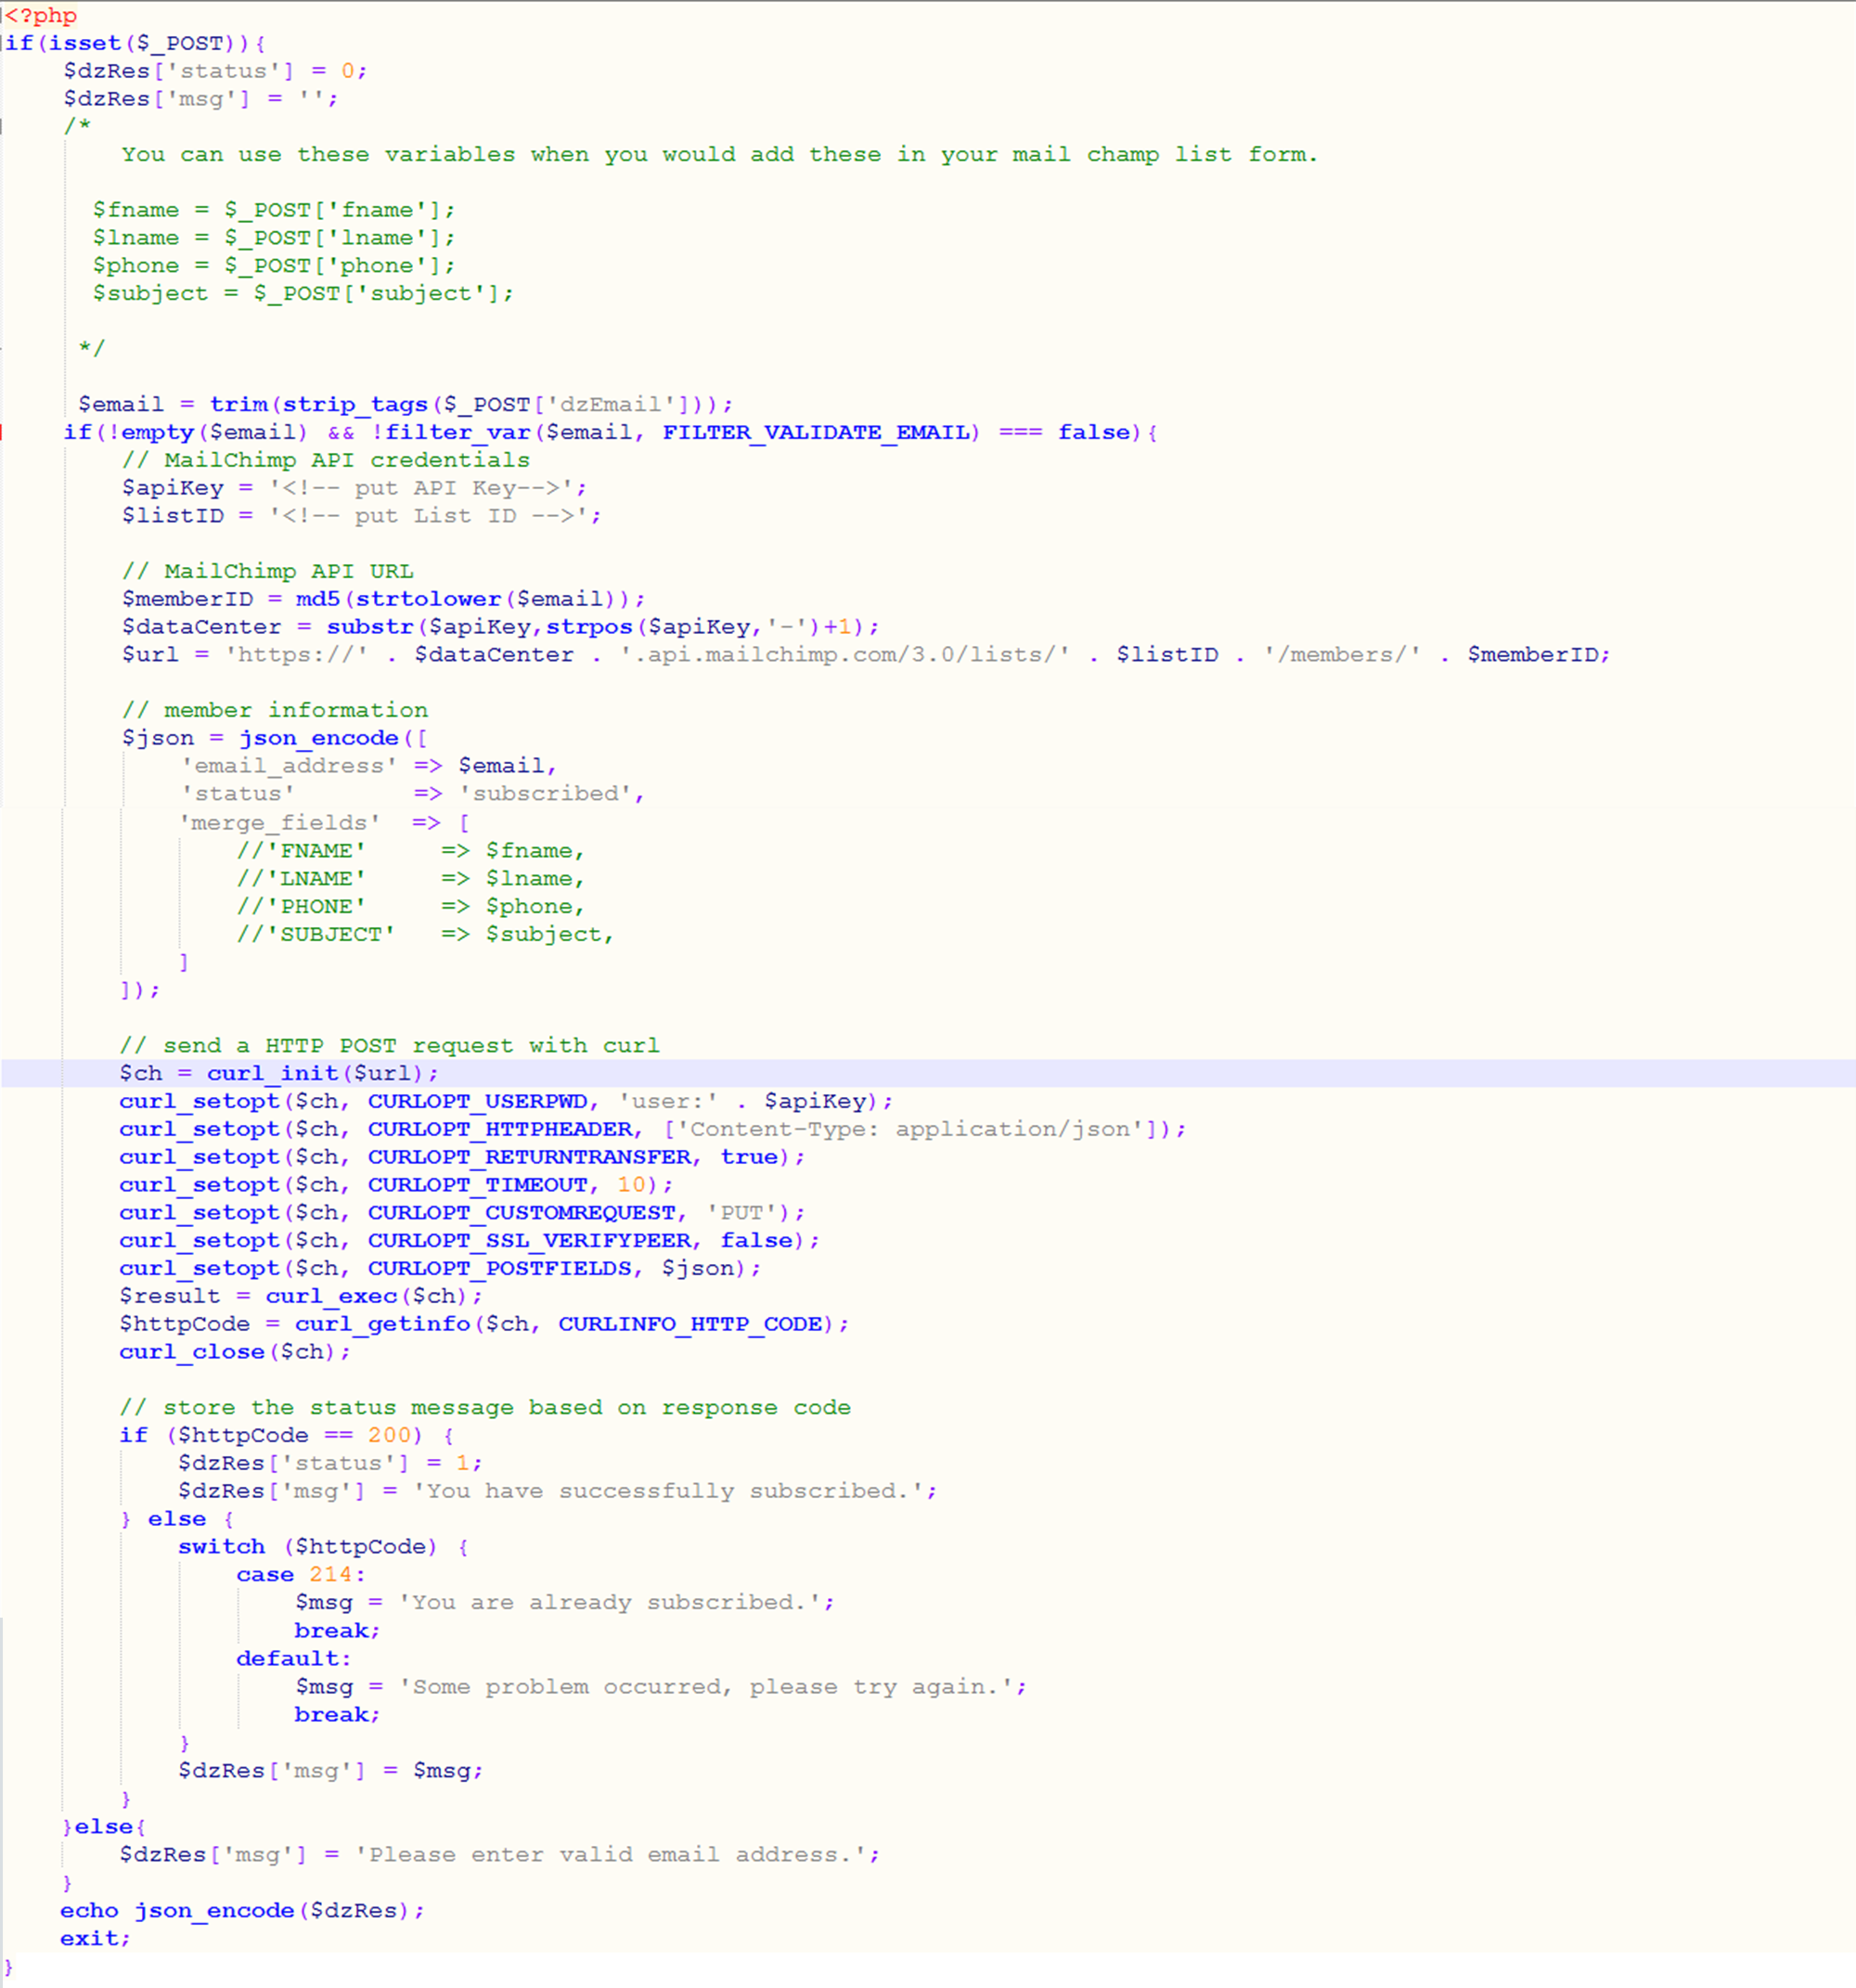 <?php
if(isset($_POST)){
    $dzRes['status'] = 0;
    $dzRes['msg'] = '';
    /*
        You can use these variables when you would add these in your mail champ list form.

      $fname = $_POST['fname'];
      $lname = $_POST['lname'];
      $phone = $_POST['phone'];
      $subject = $_POST['subject'];

     */

     $email = trim(strip_tags($_POST['dzEmail']));
    if(!empty($email) && !filter_var($email, FILTER_VALIDATE_EMAIL) === false){
        // MailChimp API credentials
        $apiKey = '<!-- put API Key-->';
        $listID = '<!-- put List ID -->';

        // MailChimp API URL
        $memberID = md5(strtolower($email));
        $dataCenter = substr($apiKey,strpos($apiKey,'-')+1);
        $url = 'https://' . $dataCenter . '.api.mailchimp.com/3.0/lists/' . $listID . '/members/' . $memberID;

        // member information
        $json = json_encode([
            'email_address' => $email,
            'status'        => 'subscribed',
            'merge_fields'  => [
                //'FNAME'     => $fname,
                //'LNAME'     => $lname,
                //'PHONE'     => $phone,
                //'SUBJECT'   => $subject,
            ]
        ]);

        // send a HTTP POST request with curl
        $ch = curl_init($url);
        curl_setopt($ch, CURLOPT_USERPWD, 'user:' . $apiKey);
        curl_setopt($ch, CURLOPT_HTTPHEADER, ['Content-Type: application/json']);
        curl_setopt($ch, CURLOPT_RETURNTRANSFER, true);
        curl_setopt($ch, CURLOPT_TIMEOUT, 10);
        curl_setopt($ch, CURLOPT_CUSTOMREQUEST, 'PUT');
        curl_setopt($ch, CURLOPT_SSL_VERIFYPEER, false);
        curl_setopt($ch, CURLOPT_POSTFIELDS, $json);
        $result = curl_exec($ch);
        $httpCode = curl_getinfo($ch, CURLINFO_HTTP_CODE);
        curl_close($ch);

        // store the status message based on response code
        if ($httpCode == 200) {
            $dzRes['status'] = 1;
            $dzRes['msg'] = 'You have successfully subscribed.';
        } else {
            switch ($httpCode) {
                case 214:
                    $msg = 'You are already subscribed.';
                    break;
                default:
                    $msg = 'Some problem occurred, please try again.';
                    break;
            }
            $dzRes['msg'] = $msg;
        }
    }else{
        $dzRes['msg'] = 'Please enter valid email address.';
    }
    echo json_encode($dzRes);
    exit;
}